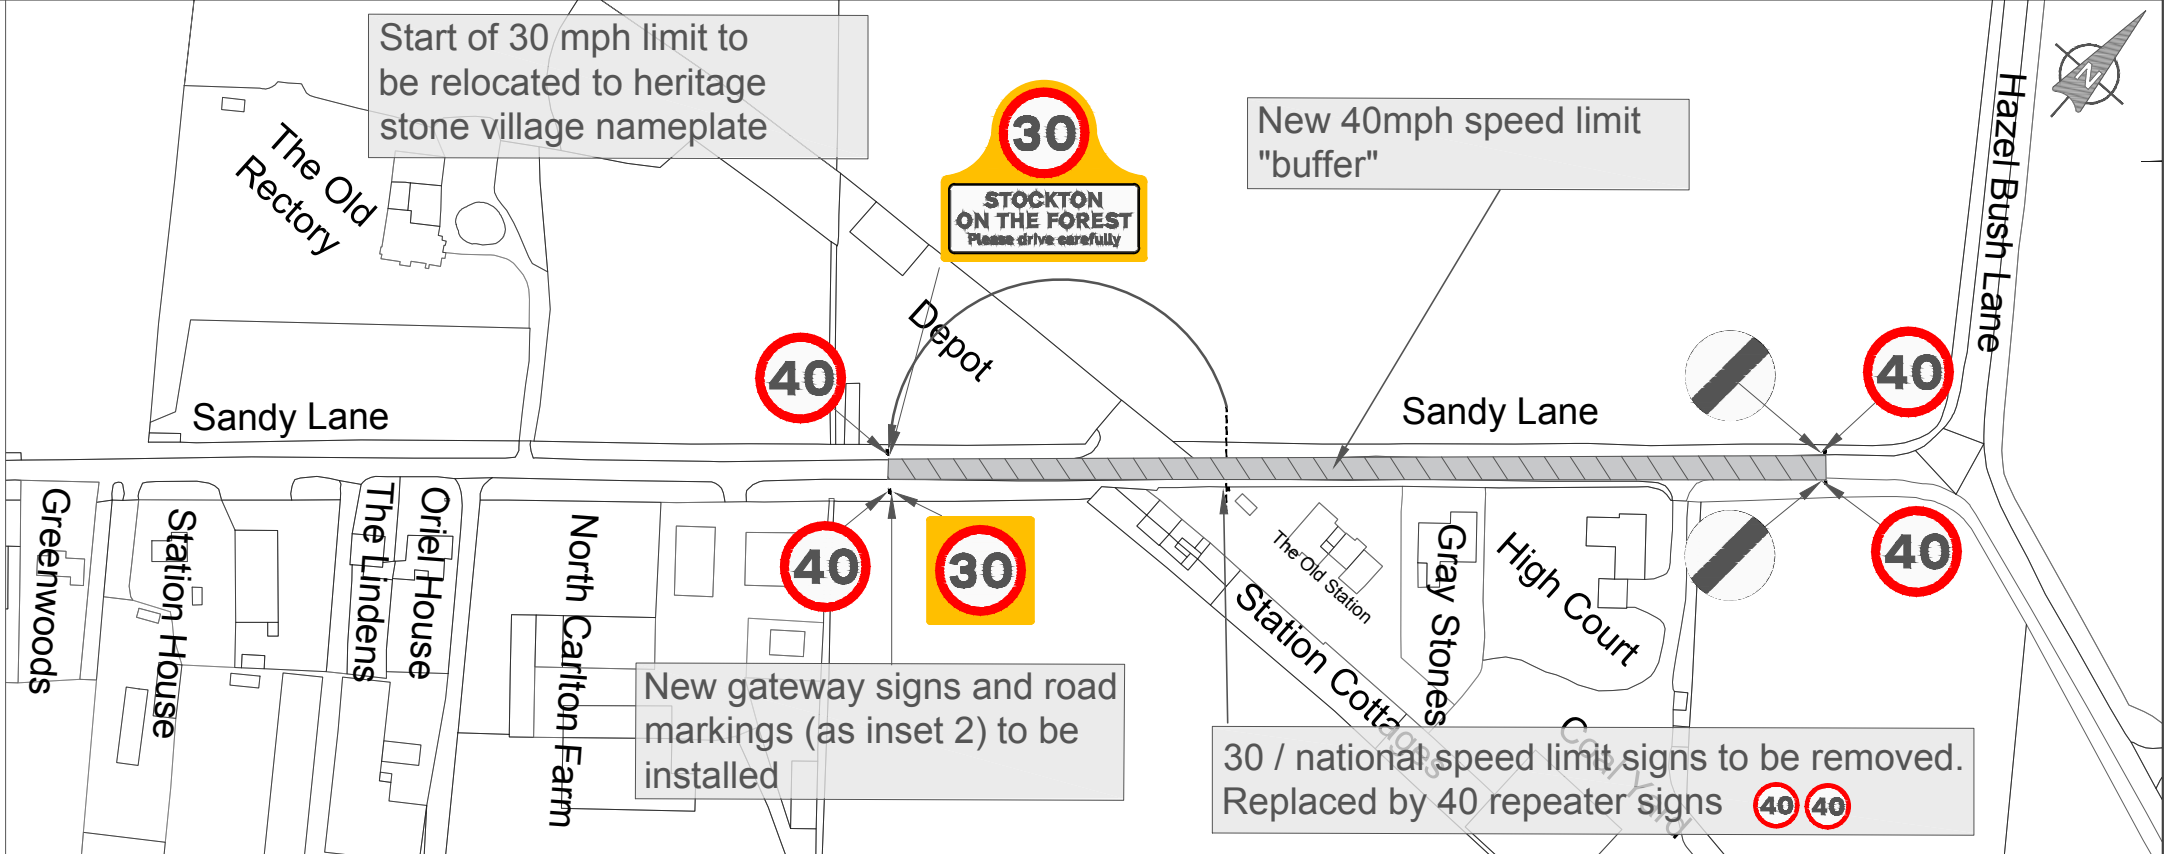 Start of 30 mph limit to
be relocated to heritage
stone village nameplate
30
STOCKTON
ON THE FOREST
Please drive carefully
New 40mph speed limit
"buffer"
N
Hazel Bush Lane
The Old
Rectory
Depot
40
Sandy Lane
Sandy Lane
40
Greenwoods
Station House
The Lindens
Oriel House
North Carlton Farm
40
30
The Old Station
Station Cottages
Gray Stones
High Court
Coal Yard
40
New gateway signs and road
markings (as inset 2) to be
installed
30 / national speed limit signs to be removed.
Replaced by 40 repeater signs 40 40